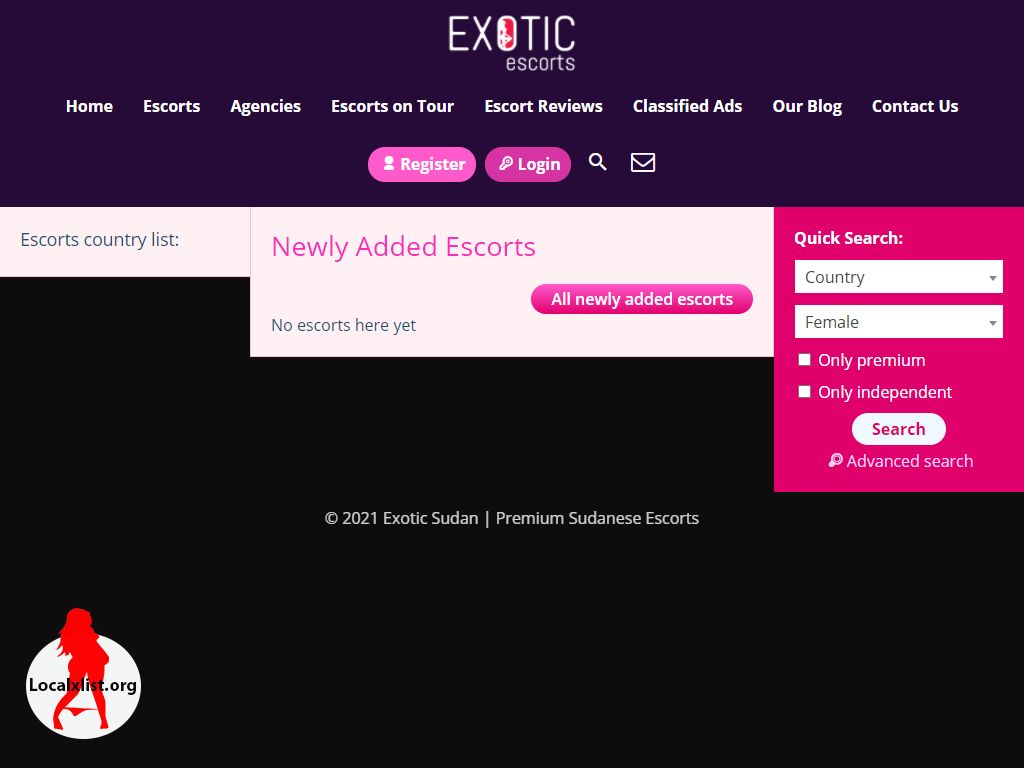 EXOTIC
escorts
Home Escorts Agencies Escorts on Tour Escort Reviews Classified Ads Our Blog Contact Us
Register Login
Escorts country list:
Newly Added Escorts
All newly added escorts
No escorts here yet
Quick Search:
Country
Female
Only premium
Only independent
Search
Advanced search
© 2021 Exotic Sudan | Premium Sudanese Escorts
Localxlist.org